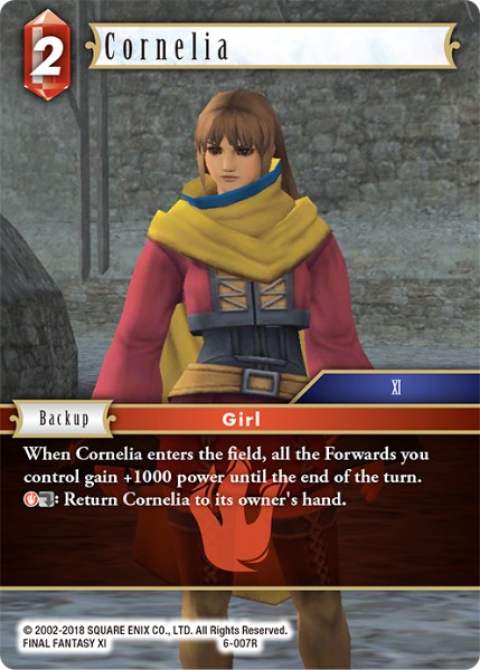 2
Cornelia
XI
Backup
Girl
When Cornelia enters the field, all the Forwards you
control gain +1000 power until the end of the turn.
: Return Cornelia to its owner's hand.
© 2002-2018 SQUARE ENIX CO., LTD. All Rights Reserved.
FINAL FANTASY XI
6-007R